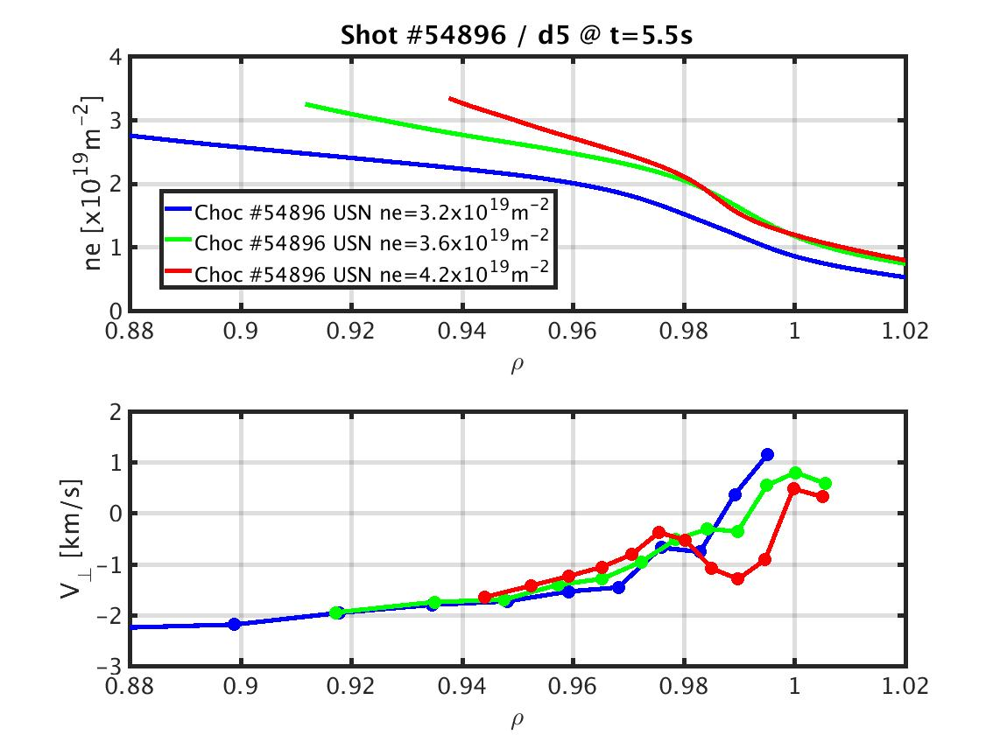 Shot #54896 / d5 @ t=5.5s
ne [x10^19 m^-2]
4
3
2
1
0
Choc #54896 USN ne=3.2x10^19m^-2
Choc #54896 USN ne=3.6x10^19m^-2
Choc #54896 USN ne=4.2x10^19m^-2
0.88 0.9 0.92 0.94 0.96 0.98 1 1.02
ρ
V⊥ [km/s]
2
1
0
−1
−2
−3
0.88 0.9 0.92 0.94 0.96 0.98 1 1.02
ρ